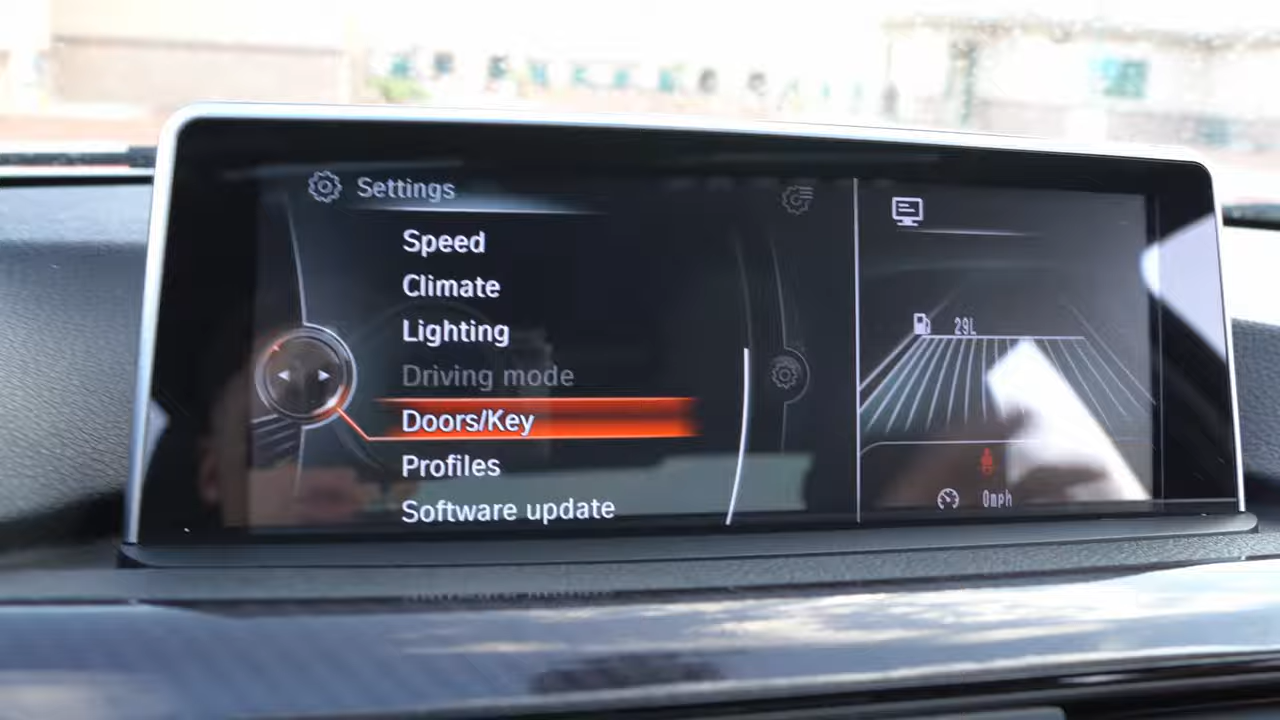 Settings
Speed
Climate
Lighting
Driving mode
Doors/Key
Profiles
Software update
29L
0mph